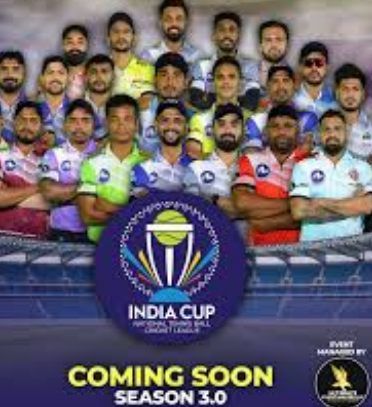 INDIA CUP
NATIONAL TENNIS BALL
CRICKET LEAGUE
EVENT
MANAGED BY
COMING SOON
SEASON 3.0